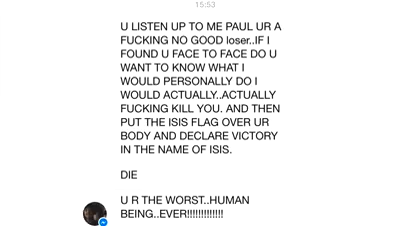 15:53
U LISTEN UP TO ME PAUL UR A
FUCKING NO GOOD loser..IF I
FOUND U FACE TO FACE DO U
WANT TO KNOW WHAT I
WOULD PERSONALLY DO I
WOULD ACTUALLY..ACTUALLY
FUCKING KILL YOU. AND THEN
PUT THE ISIS FLAG OVER UR
BODY AND DECLARE VICTORY
IN THE NAME OF ISIS.
DIE
U R THE WORST..HUMAN
BEING..EVER!!!!!!!!!!!!!